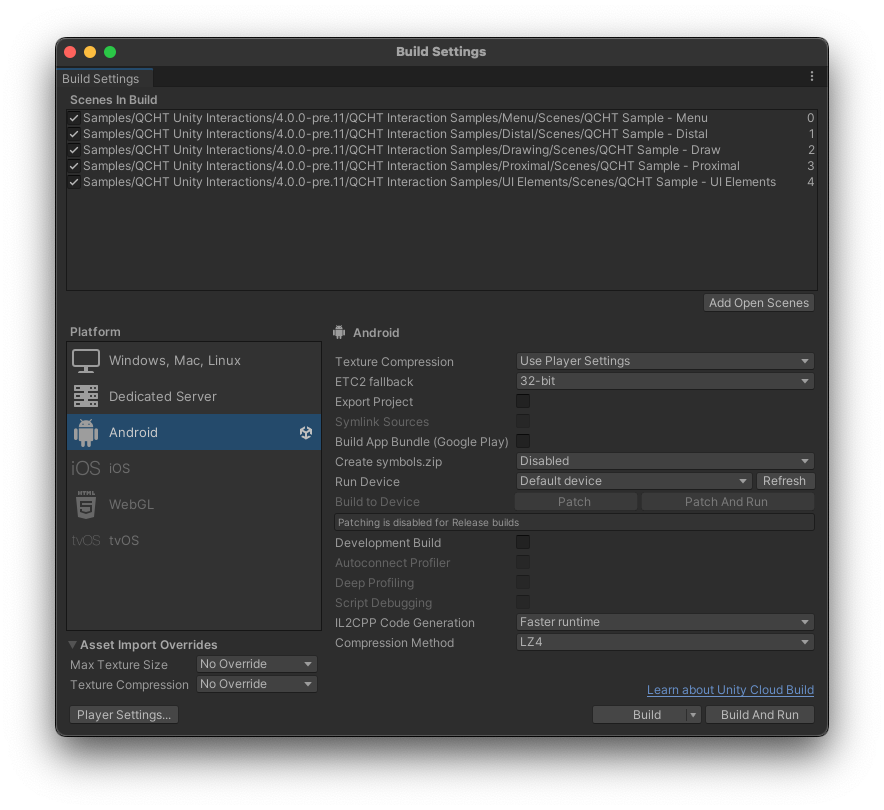 Build Settings
Build Settings
Scenes In Build
Samples/QCHT Unity Interactions/4.0.0-pre.11/QCHT Interaction Samples/Menu/Scenes/QCHT Sample - Menu 0
Samples/QCHT Unity Interactions/4.0.0-pre.11/QCHT Interaction Samples/Distal/Scenes/QCHT Sample - Distal 1
Samples/QCHT Unity Interactions/4.0.0-pre.11/QCHT Interaction Samples/Drawing/Scenes/QCHT Sample - Draw 2
Samples/QCHT Unity Interactions/4.0.0-pre.11/QCHT Interaction Samples/Proximal/Scenes/QCHT Sample - Proximal 3
Samples/QCHT Unity Interactions/4.0.0-pre.11/QCHT Interaction Samples/UI Elements/Scenes/QCHT Sample - UI Elements 4
Add Open Scenes
Platform
Windows, Mac, Linux
Dedicated Server
Android
iOS iOS
HTML 5 WebGL
tvOS tvOS
Android
Texture Compression Use Player Settings
ETC2 fallback 32-bit
Export Project
Symlink Sources
Build App Bundle (Google Play)
Create symbols.zip Disabled
Run Device Default device Refresh
Build to Device Patch Patch And Run
Patching is disabled for Release builds
Development Build
Autoconnect Profiler
Deep Profiling
Script Debugging
IL2CPP Code Generation Faster runtime
Compression Method LZ4
Asset Import Overrides
Max Texture Size No Override
Texture Compression No Override
Learn about Unity Cloud Build
Player Settings... Build Build And Run